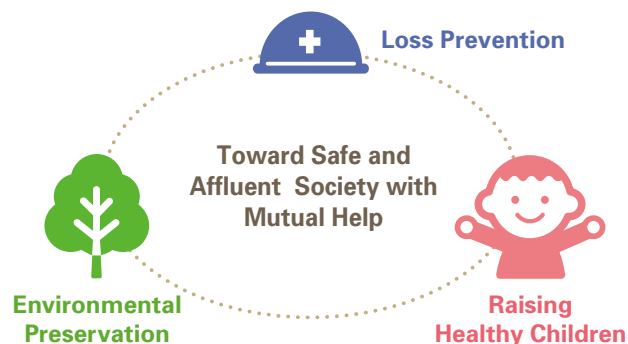 Loss Prevention
Toward Safe and
Affluent Society with
Mutual Help
Environmental
Preservation
Raising
Healthy Children